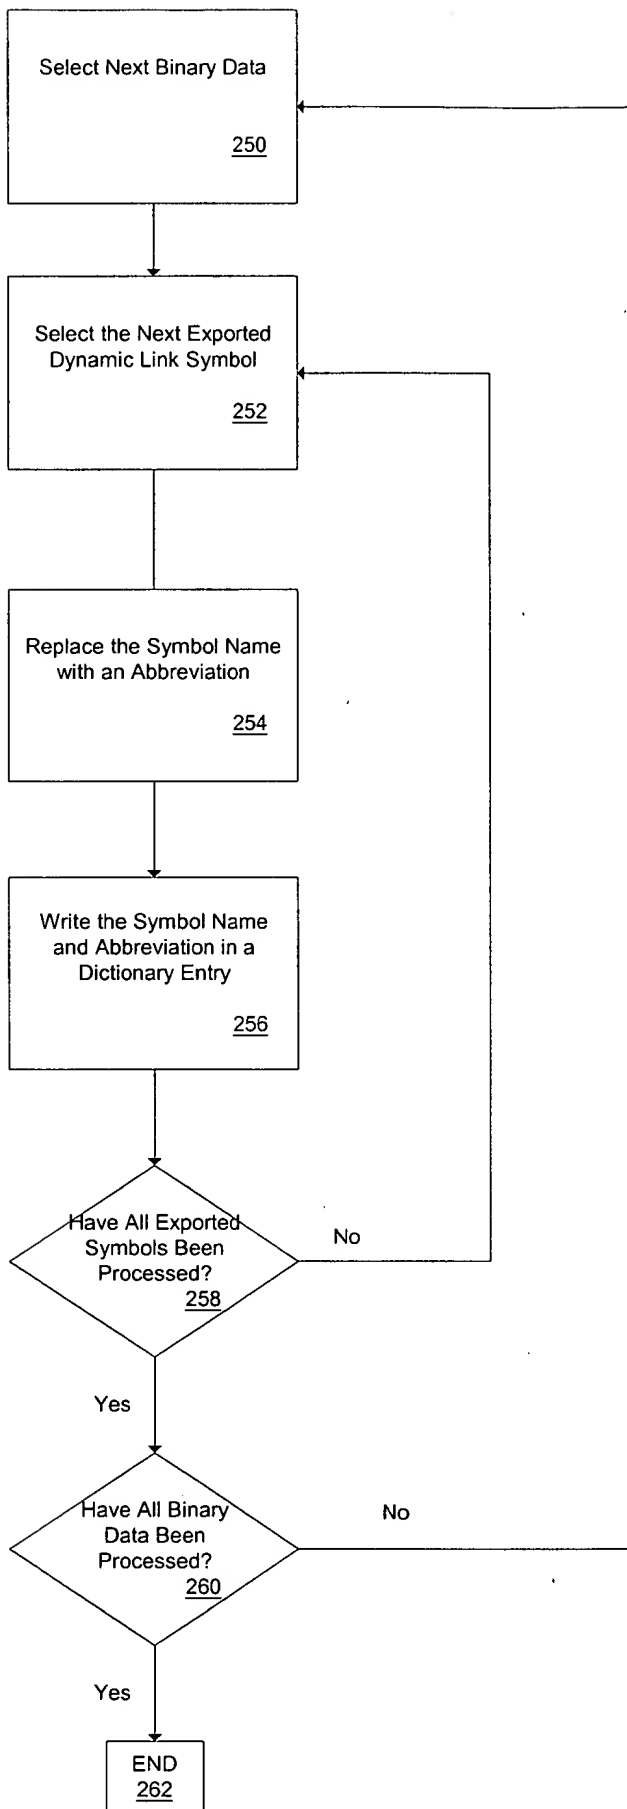 Select Next Binary Data
250
Select the Next Exported
Dynamic Link Symbol
252
Replace the Symbol Name
with an Abbreviation
254
Write the Symbol Name
and Abbreviation in a
Dictionary Entry
256
Have All Exported
Symbols Been
Processed?
258
No
Yes
Have All Binary
Data Been
Processed?
260
No
Yes
END
262